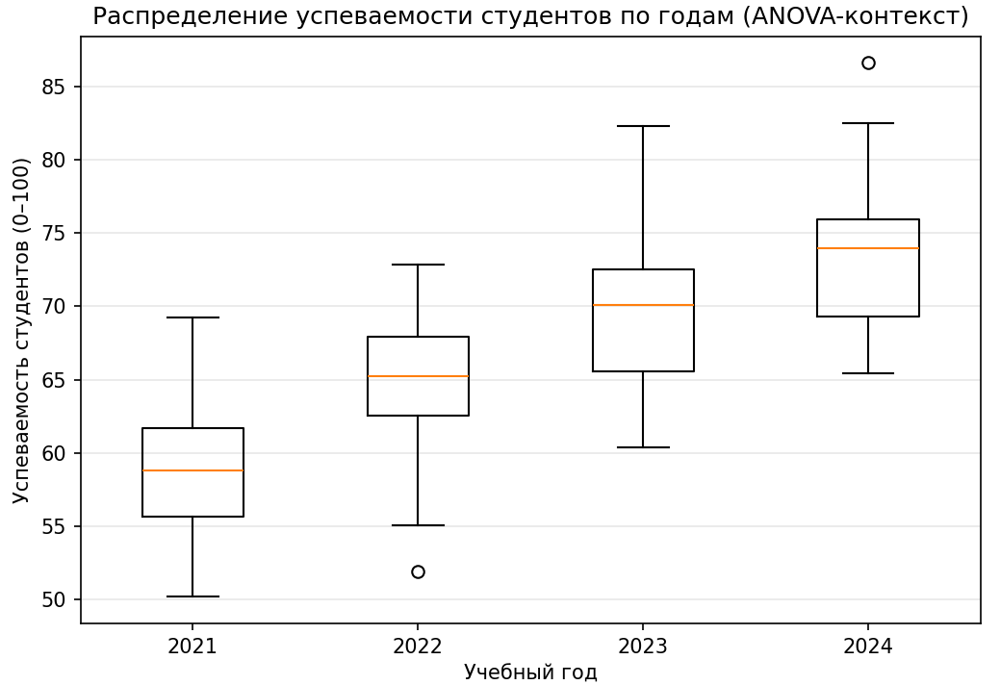 Распределение успеваемости студентов по годам (ANOVA-контекст)
Успеваемость студентов (0–100)
85
80
75
70
65
60
55
50
2021 2022 2023 2024
Учебный год